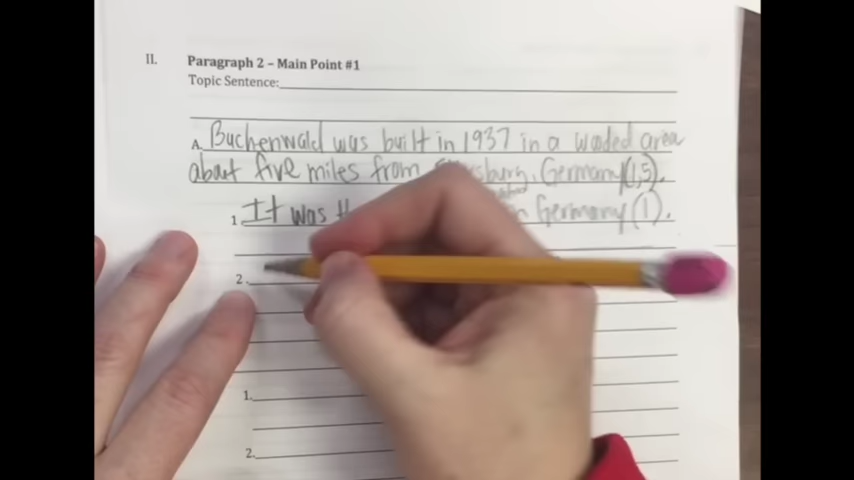 II. Paragraph 2 – Main Point #1
Topic Sentence:
A. Buchenwald was built in 1937 in a wooded area
about five miles from Germany (1,5).
1. It was in Germany (1).
2.
1.
2.